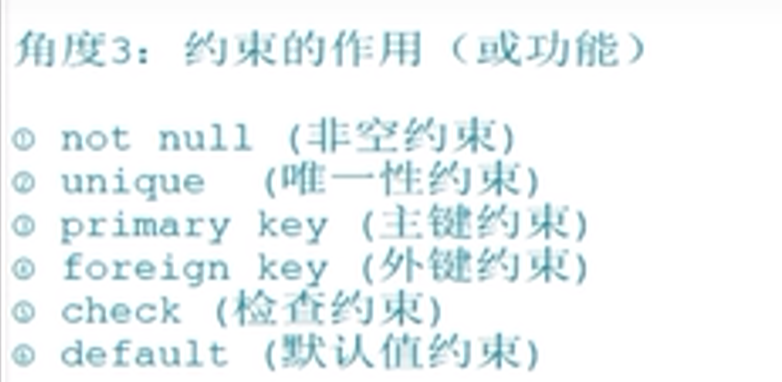 角度3：约束的作用（或功能）
① not null (非空约束)
② unique  (唯一性约束)
③ primary key (主键约束)
④ foreign key (外键约束)
⑤ check (检查约束)
⑥ default (默认值约束)